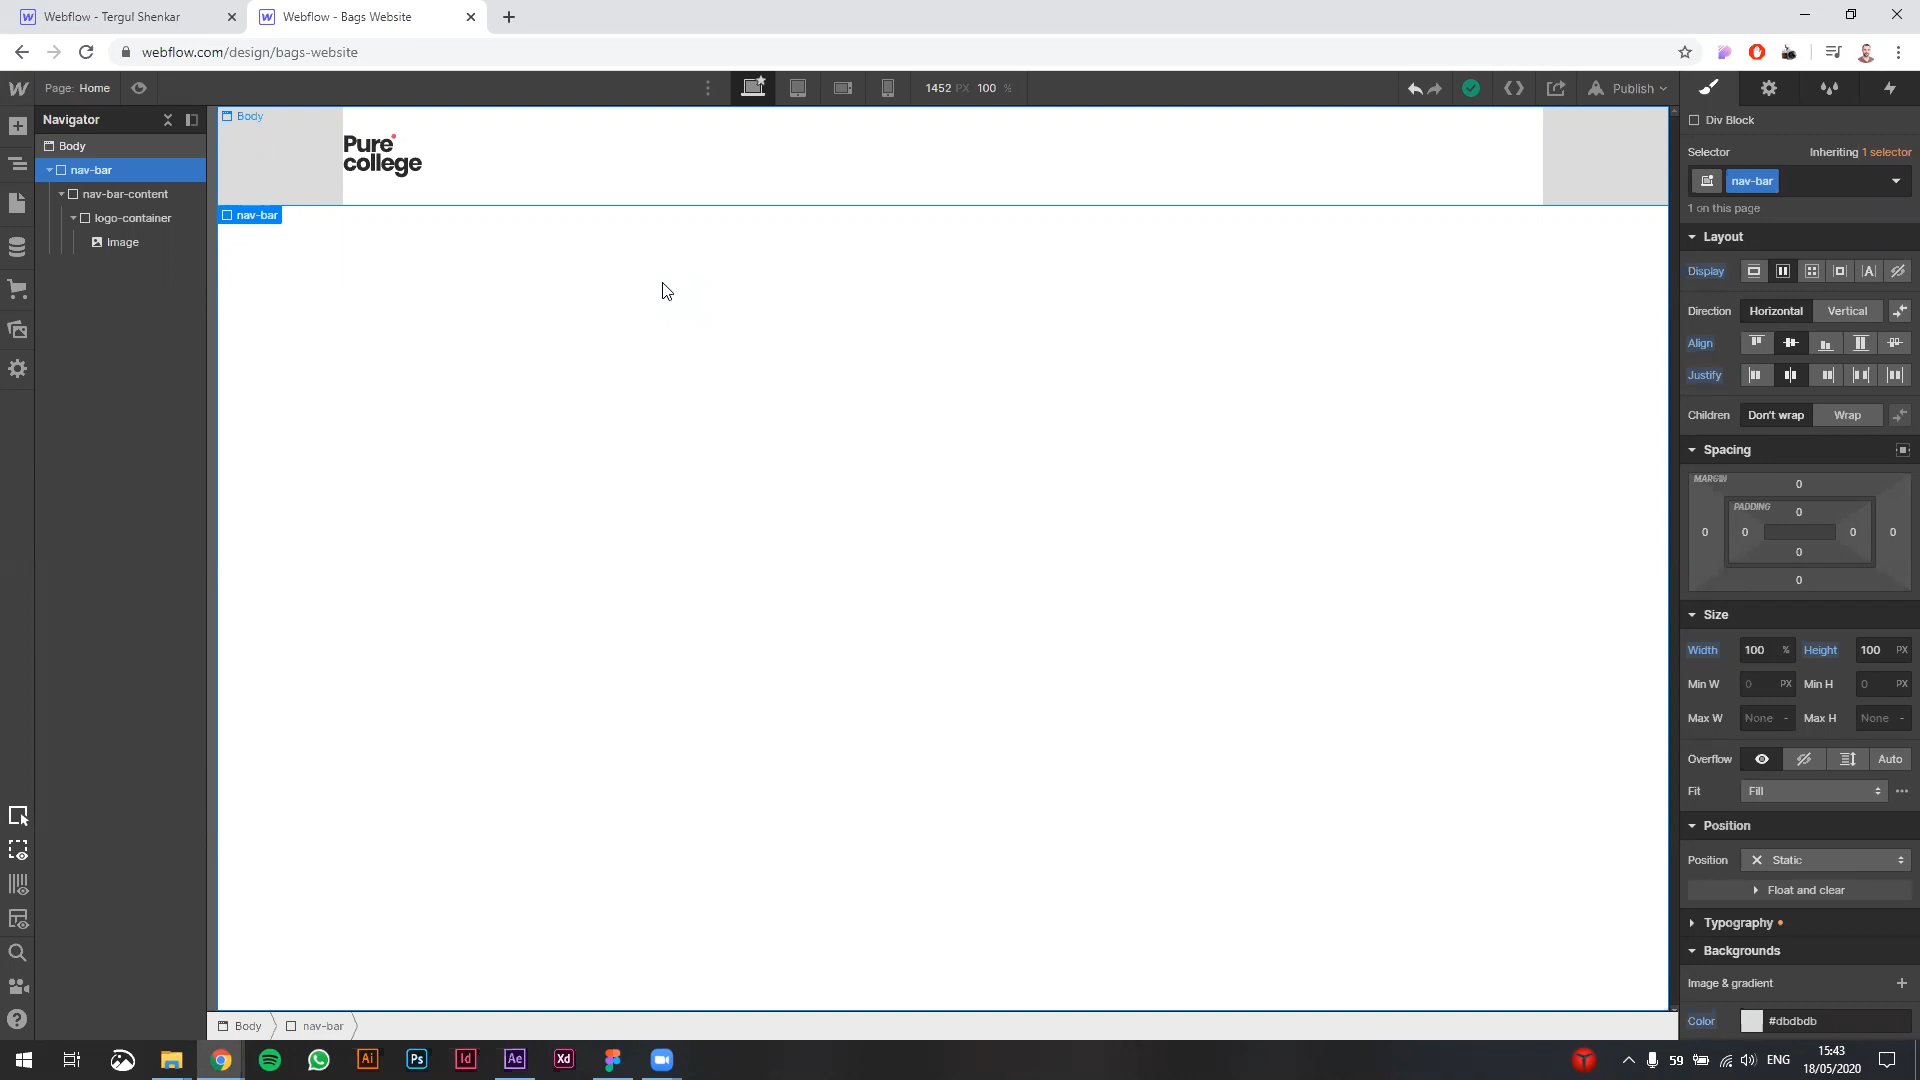 Webflow - Tergul Shenkar
Webflow - Bags Website
webflow.com/design/bags-website
Page: Home
1452 PX 100 %
Publish
Navigator
Body
nav-bar
nav-bar-content
logo-container
Image
Body
Pure
college
nav-bar
Div Block
Selector
Inheriting 1 selector
nav-bar
1 on this page
Layout
Display
Direction Horizontal Vertical
Align
Justify
Children Don't wrap Wrap
Spacing
MARGIN
0
PADDING
0
0 0 0 0
0
0
Size
Width 100 % Height 100 PX
Min W 0 PX Min H 0 PX
Max W None - Max H None -
Overflow Auto
Fit Fill
Position
Position Static
Float and clear
Typography
Backgrounds
Image & gradient
Color #dbdbdb
Body nav-bar
Ai Ps Id Ae Xd
59 ENG
15:43
18/05/2020